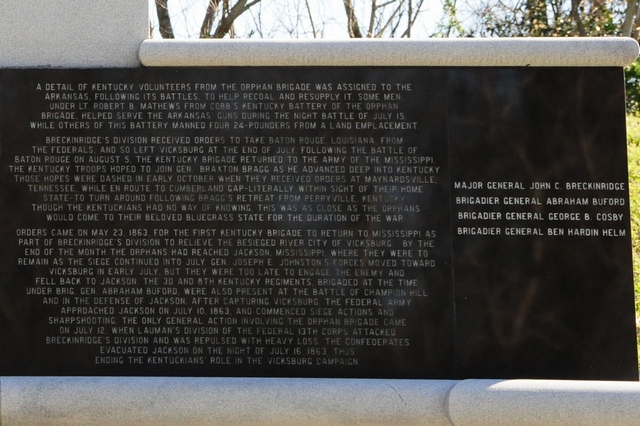 A DETAIL OF KENTUCKY VOLUNTEERS FROM THE ORPHAN BRIGADE WAS ASSIGNED TO THE
ARKANSAS, FOLLOWING ITS BATTLES, TO HELP RECOAL AND RESUPPLY IT. SOME MEN,
UNDER LT. ROBERT B. MATHEWS FROM COBB'S KENTUCKY BATTERY OF THE ORPHAN
BRIGADE, HELPED SERVE THE ARKANSAS' GUNS DURING THE NIGHT BATTLE OF JULY 15,
WHILE OTHERS OF THIS BATTERY MANNED FOUR 24-POUNDERS FROM A LAND EMPLACEMENT.
BRECKINRIDGE'S DIVISION RECEIVED ORDERS TO TAKE BATON ROUGE, LOUISIANA, FROM
THE FEDERALS, AND SO LEFT VICKSBURG AT THE END OF JULY. FOLLOWING THE BATTLE OF
BATON ROUGE ON AUGUST 5, THE KENTUCKY BRIGADE RETURNED TO THE ARMY OF THE MISSISSIPPI.
THE KENTUCKY TROOPS HOPED TO JOIN GEN. BRAXTON BRAGG AS HE ADVANCED DEEP INTO KENTUCKY.
THOSE HOPES WERE DASHED IN EARLY OCTOBER WHEN THEY RECEIVED ORDERS AT MAYNARDSVILLE,
TENNESSEE, WHILE EN ROUTE TO CUMBERLAND GAP-LITERALLY WITHIN SIGHT OF THEIR HOME
STATE-TO TURN AROUND FOLLOWING BRAGG'S RETREAT FROM PERRYVILLE, KENTUCKY.
THOUGH THE KENTUCKIANS HAD NO WAY OF KNOWING, THIS WAS AS CLOSE AS THE ORPHANS
WOULD COME TO THEIR BELOVED BLUEGRASS STATE FOR THE DURATION OF THE WAR.
ORDERS CAME ON MAY 23, 1863, FOR THE FIRST KENTUCKY BRIGADE TO RETURN TO MISSISSIPPI AS
PART OF BRECKINRIDGE'S DIVISION TO RELIEVE THE BESIEGED RIVER CITY OF VICKSBURG. BY THE
END OF THE MONTH THE ORPHANS HAD REACHED JACKSON, MISSISSIPPI, WHERE THEY WERE TO
REMAIN AS THE SIEGE CONTINUED INTO JULY. GEN. JOSEPH E. JOHNSTON'S FORCES MOVED TOWARD
VICKSBURG IN EARLY JULY, BUT THEY WERE TOO LATE TO ENGAGE THE ENEMY AND
FELL BACK TO JACKSON. THE 3D AND 8TH KENTUCKY REGIMENTS, BRIGADED AT THE TIME
UNDER BRIG. GEN. ABRAHAM BUFORD, WERE ALSO PRESENT AT THE BATTLE OF CHAMPION HILL
AND IN THE DEFENSE OF JACKSON. AFTER CAPTURING VICKSBURG, THE FEDERAL ARMY
APPROACHED JACKSON ON JULY 10, 1863, AND COMMENCED SIEGE ACTIONS AND
SHARPSHOOTING. THE ONLY GENERAL ACTION INVOLVING THE ORPHAN BRIGADE CAME
ON JULY 12, WHEN LAUMAN'S DIVISION OF THE FEDERAL 13TH CORPS ATTACKED
BRECKINRIDGE'S DIVISION AND WAS REPULSED WITH HEAVY LOSS. THE CONFEDERATES
EVACUATED JACKSON ON THE NIGHT OF JULY 16, 1863, THUS
ENDING THE KENTUCKIANS' ROLE IN THE VICKSBURG CAMPAIGN.
MAJOR GENERAL JOHN C. BRECKINRIDGE
BRIGADIER GENERAL ABRAHAM BUFORD
BRIGADIER GENERAL GEORGE B. COSBY
BRIGADIER GENERAL BEN HARDIN HELM